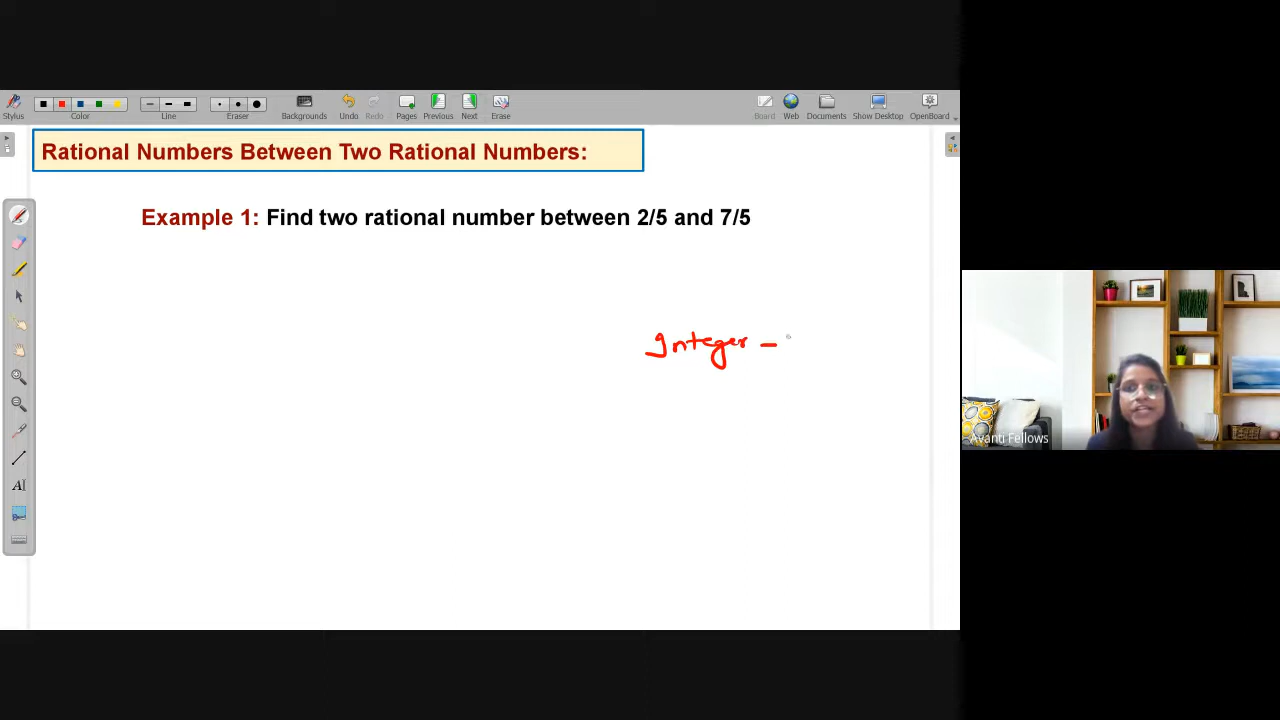 Stylus
Color
Line
Eraser
Backgrounds
Undo
Redo
Pages
Previous
Next
Erase
Board
Web
Documents
Show Desktop
OpenBoard
Rational Numbers Between Two Rational Numbers:
Example 1: Find two rational number between 2/5 and 7/5
Integer –
Avanti Fellows